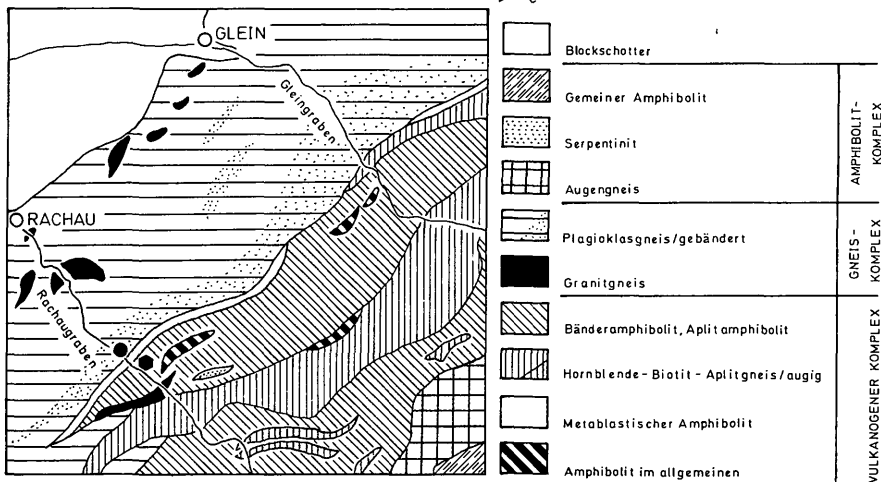 GLEIN
Gleingraben
RACHAU
Rachaugraben
Blockschotter
Gemeiner Amphibolit
Serpentinit
Augengneis
Plagioklasgneis/gebändert
Granitgneis
Bänderamphibolit, Aplitamphibolit
Hornblende-Biotit-Aplitgneis/augig
Metablastischer Amphibolit
Amphibolit im allgemeinen
AMPHIBOLIT-
KOMPLEX
GNEIS-
KOMPLEX
VULKANOGENER KOMPLEX